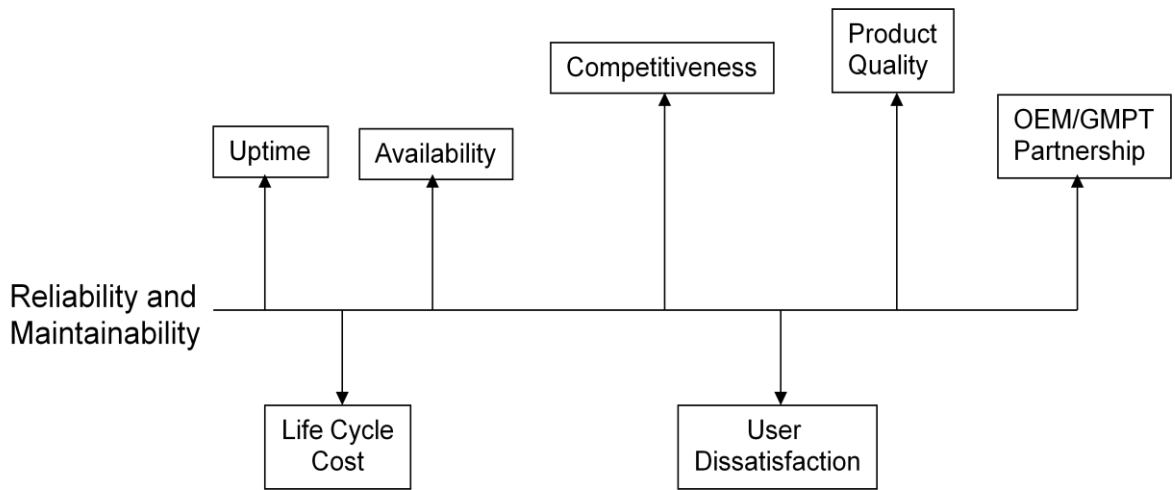 Product
Quality
Competitiveness
OEM/GMPT
Partnership
Uptime
Availability
Reliability and
Maintainability
Life Cycle
Cost
User
Dissatisfaction